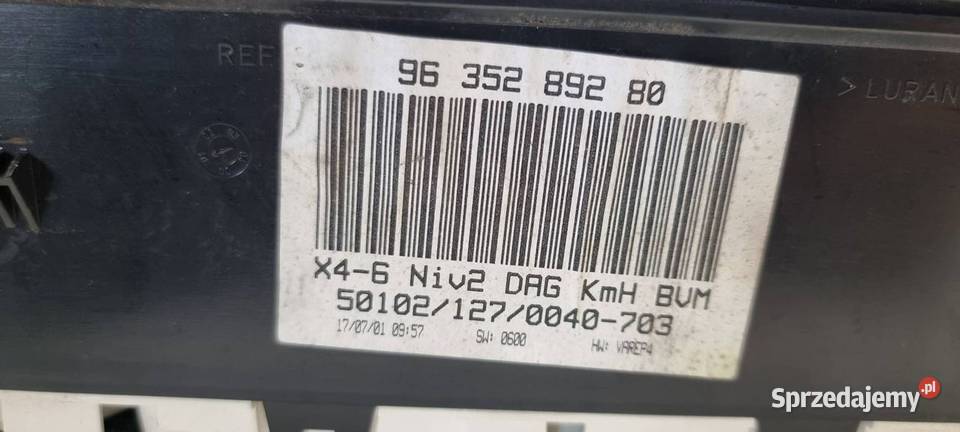 REF
96 352 892 80
> LURAN
X4-6 Niv2 DAG KmH BVM
50102/127/0040-703
17/07/01 09:57 SW: 0600 HW: VAREP4
Sprzedajemy.pl